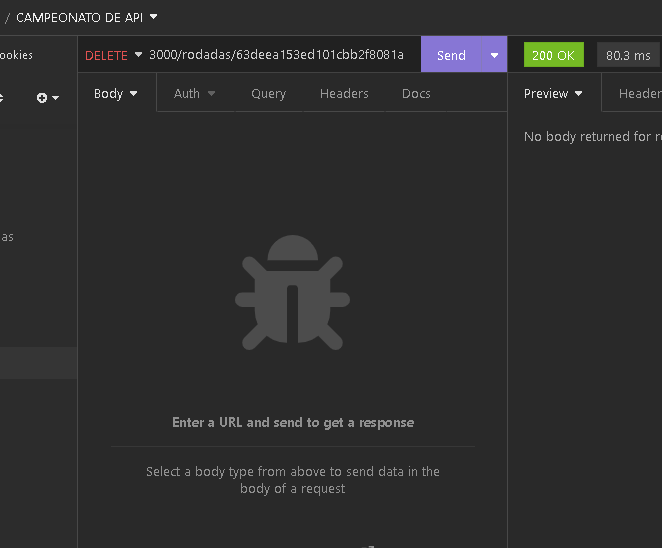 / CAMPEONATO DE API
ookies
DELETE 3000/rodadas/63deea153ed101cbb2f8081a Send 200 OK 80.3 ms
Body Auth Query Headers Docs Preview Header
No body returned for re
as
Enter a URL and send to get a response
Select a body type from above to send data in the
body of a request